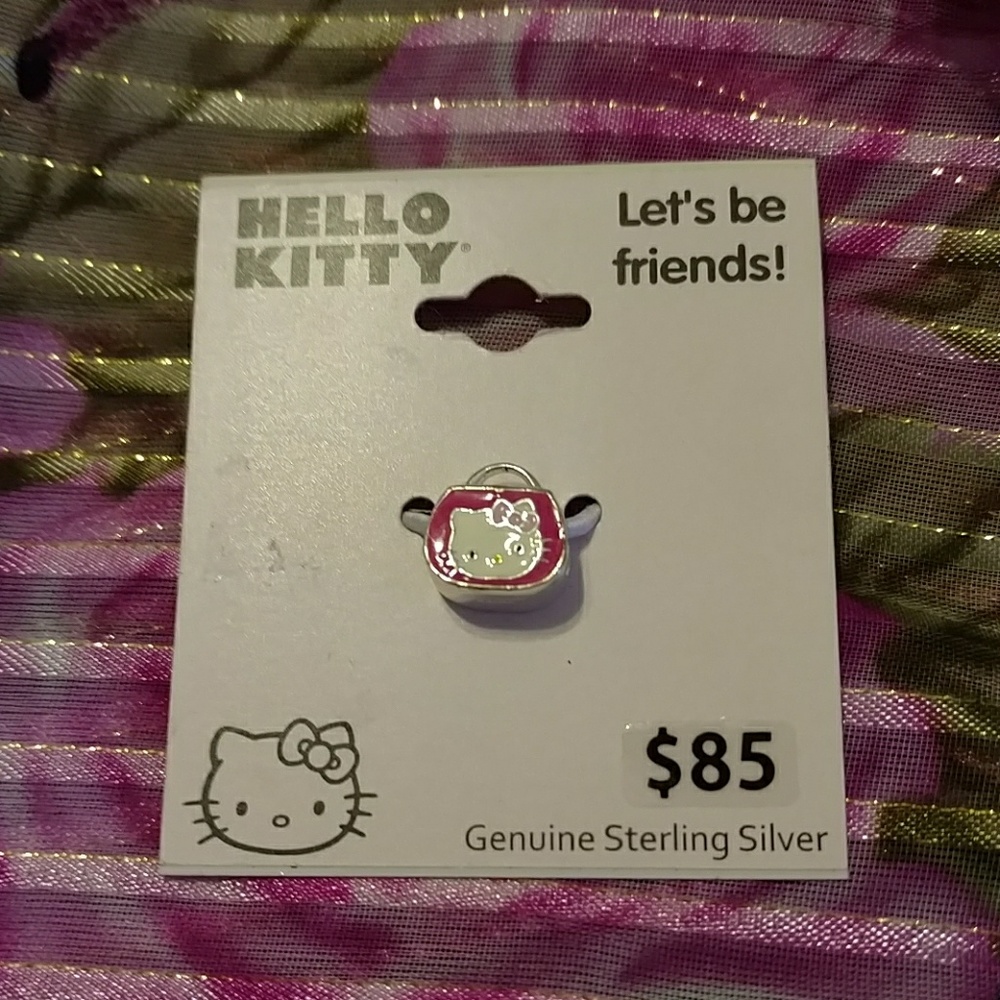 HELLO
KITTY®
Let's be
friends!
$85
Genuine Sterling Silver